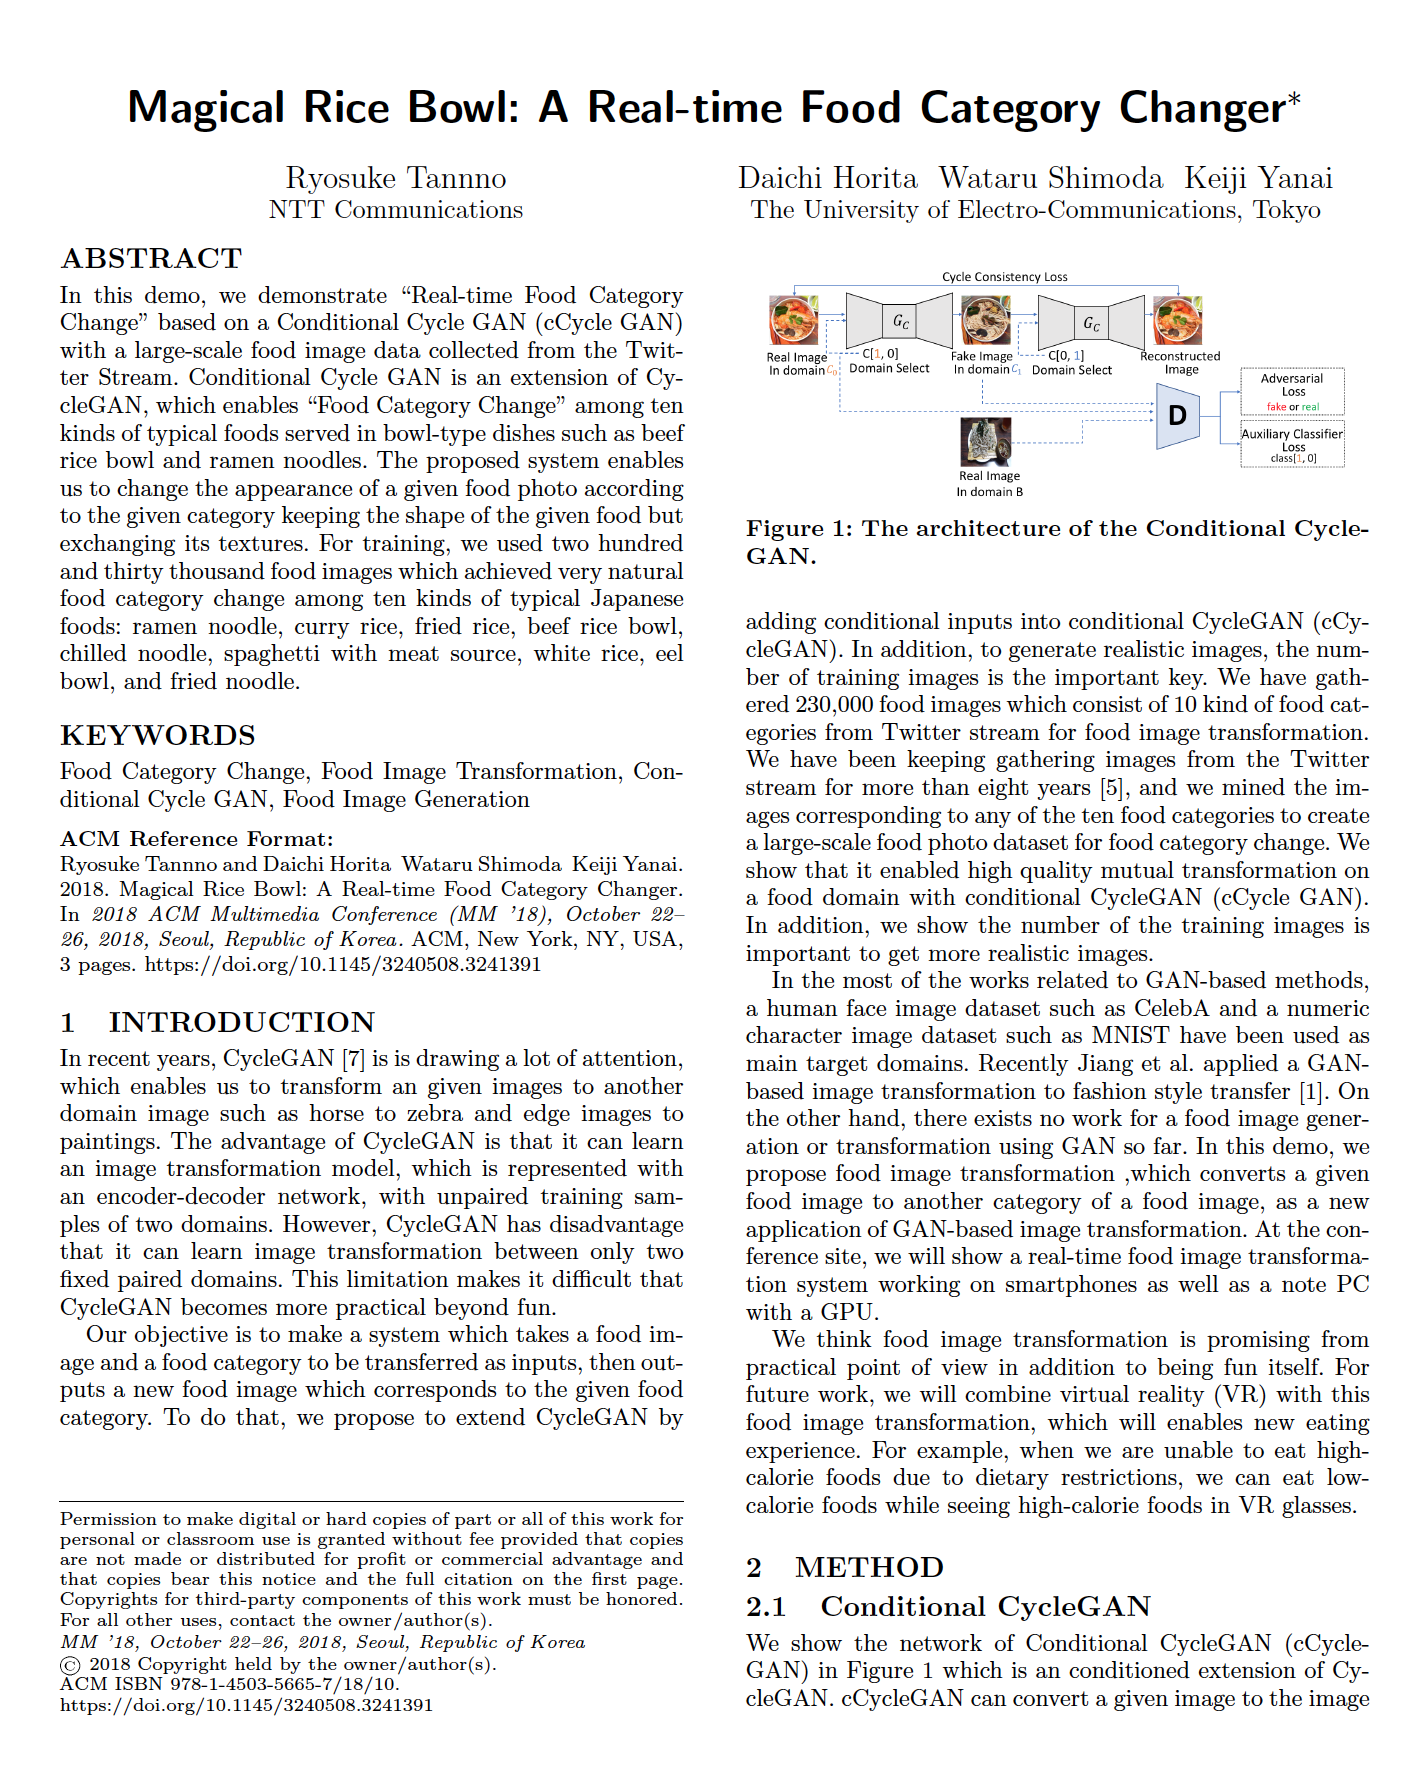 Magical Rice Bowl: A Real-time Food Category Changer*
Ryosuke Tannno
NTT Communications
Daichi Horita Wataru Shimoda Keiji Yanai
The University of Electro-Communications, Tokyo
ABSTRACT
In this demo, we demonstrate “Real-time Food Category
Change” based on a Conditional Cycle GAN (cCycle GAN)
with a large-scale food image data collected from the Twit-
ter Stream. Conditional Cycle GAN is an extension of Cy-
cleGAN, which enables “Food Category Change” among ten
kinds of typical foods served in bowl-type dishes such as beef
rice bowl and ramen noodles. The proposed system enables
us to change the appearance of a given food photo according
to the given category keeping the shape of the given food but
exchanging its textures. For training, we used two hundred
and thirty thousand food images which achieved very natural
food category change among ten kinds of typical Japanese
foods: ramen noodle, curry rice, fried rice, beef rice bowl,
chilled noodle, spaghetti with meat source, white rice, eel
bowl, and fried noodle.
KEYWORDS
Food Category Change, Food Image Transformation, Con-
ditional Cycle GAN, Food Image Generation
ACM Reference Format:
Ryosuke Tannno and Daichi Horita Wataru Shimoda Keiji Yanai.
2018. Magical Rice Bowl: A Real-time Food Category Changer.
In 2018 ACM Multimedia Conference (MM ’18), October 22–
26, 2018, Seoul, Republic of Korea. ACM, New York, NY, USA,
3 pages. https://doi.org/10.1145/3240508.3241391
1 INTRODUCTION
In recent years, CycleGAN [7] is is drawing a lot of attention,
which enables us to transform an given images to another
domain image such as horse to zebra and edge images to
paintings. The advantage of CycleGAN is that it can learn
an image transformation model, which is represented with
an encoder-decoder network, with unpaired training sam-
ples of two domains. However, CycleGAN has disadvantage
that it can learn image transformation between only two
fixed paired domains. This limitation makes it difficult that
CycleGAN becomes more practical beyond fun.
Our objective is to make a system which takes a food im-
age and a food category to be transferred as inputs, then out-
puts a new food image which corresponds to the given food
category. To do that, we propose to extend CycleGAN by
Permission to make digital or hard copies of part or all of this work for
personal or classroom use is granted without fee provided that copies
are not made or distributed for profit or commercial advantage and
that copies bear this notice and the full citation on the first page.
Copyrights for third-party components of this work must be honored.
For all other uses, contact the owner/author(s).
MM ’18, October 22–26, 2018, Seoul, Republic of Korea
© 2018 Copyright held by the owner/author(s).
ACM ISBN 978-1-4503-5665-7/18/10.
https://doi.org/10.1145/3240508.3241391
Cycle Consistency Loss
G_C
G_C
Real Image
In domain C_0
C[1, 0]
Domain Select
Fake Image
In domain C_1
C[0, 1]
Domain Select
Reconstructed
Image
D
Adversarial
Loss
fake or real
Auxiliary Classifier
Loss
class[1, 0]
Real Image
In domain B
Figure 1: The architecture of the Conditional Cycle-
GAN.
adding conditional inputs into conditional CycleGAN (cCy-
cleGAN). In addition, to generate realistic images, the num-
ber of training images is the important key. We have gath-
ered 230,000 food images which consist of 10 kind of food cat-
egories from Twitter stream for food image transformation.
We have been keeping gathering images from the Twitter
stream for more than eight years [5], and we mined the im-
ages corresponding to any of the ten food categories to create
a large-scale food photo dataset for food category change. We
show that it enabled high quality mutual transformation on
a food domain with conditional CycleGAN (cCycle GAN).
In addition, we show the number of the training images is
important to get more realistic images.
In the most of the works related to GAN-based methods,
a human face image dataset such as CelebA and a numeric
character image dataset such as MNIST have been used as
main target domains. Recently Jiang et al. applied a GAN-
based image transformation to fashion style transfer [1]. On
the other hand, there exists no work for a food image gener-
ation or transformation using GAN so far. In this demo, we
propose food image transformation ,which converts a given
food image to another category of a food image, as a new
application of GAN-based image transformation. At the con-
ference site, we will show a real-time food image transforma-
tion system working on smartphones as well as a note PC
with a GPU.
We think food image transformation is promising from
practical point of view in addition to being fun itself. For
future work, we will combine virtual reality (VR) with this
food image transformation, which will enables new eating
experience. For example, when we are unable to eat high-
calorie foods due to dietary restrictions, we can eat low-
calorie foods while seeing high-calorie foods in VR glasses.
2 METHOD
2.1 Conditional CycleGAN
We show the network of Conditional CycleGAN (cCycle-
GAN) in Figure 1 which is an conditioned extension of Cy-
cleGAN. cCycleGAN can convert a given image to the image